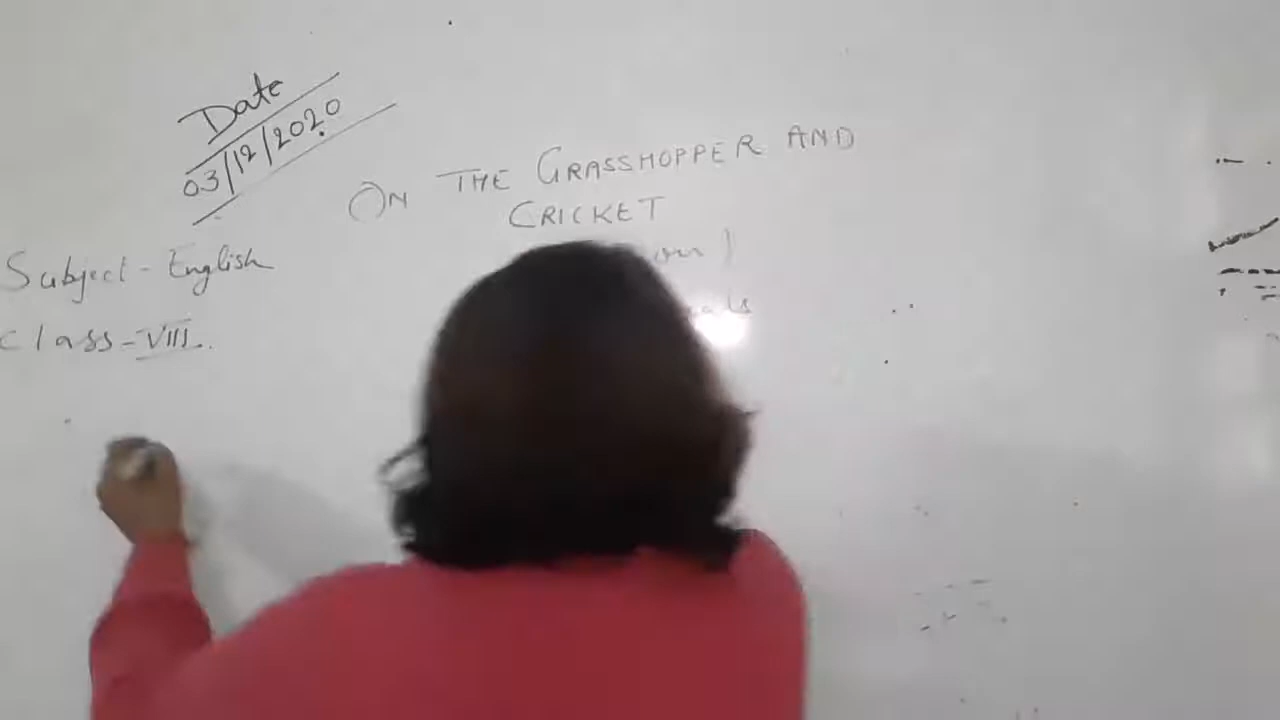 Date
03/12/2020
ON THE GRASSHOPPER AND
CRICKET
Subject - English
Class - VIII.